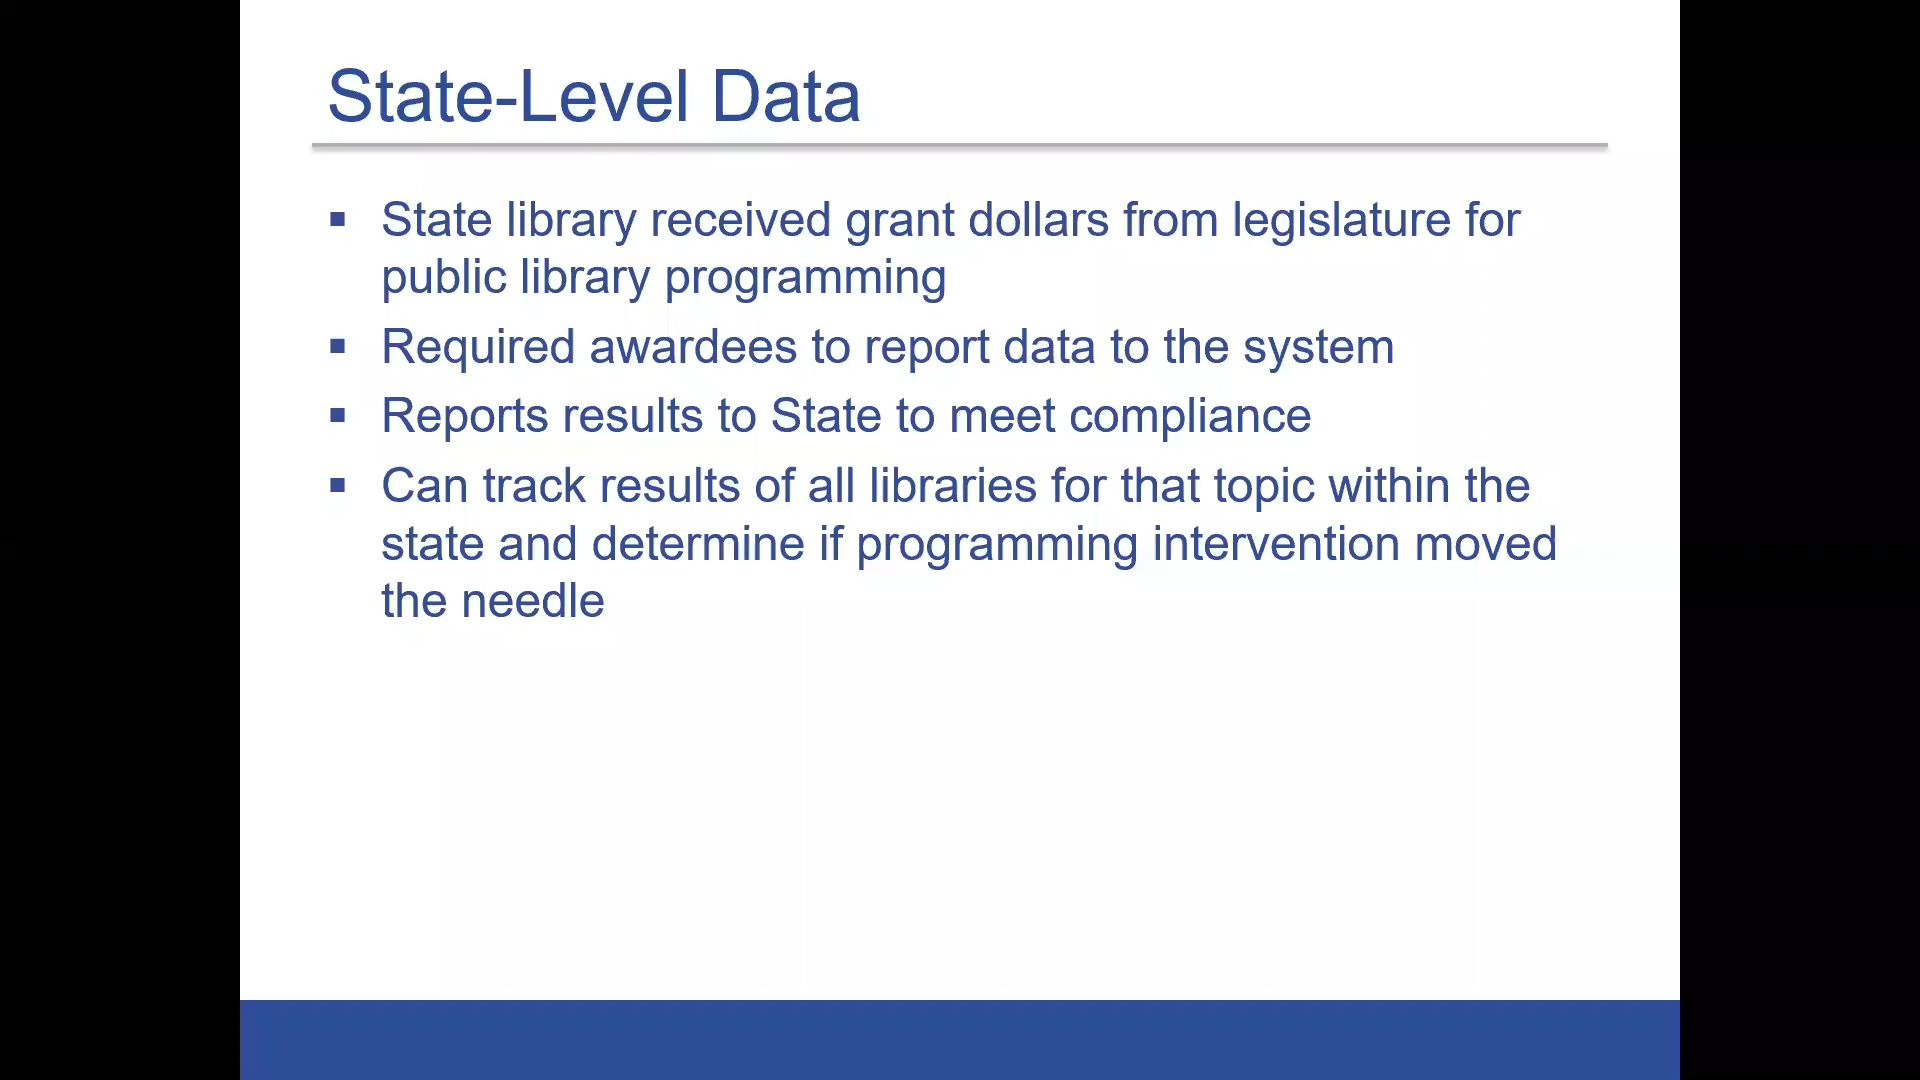 State-Level Data
▪ State library received grant dollars from legislature for
public library programming
▪ Required awardees to report data to the system
▪ Reports results to State to meet compliance
▪ Can track results of all libraries for that topic within the
state and determine if programming intervention moved
the needle